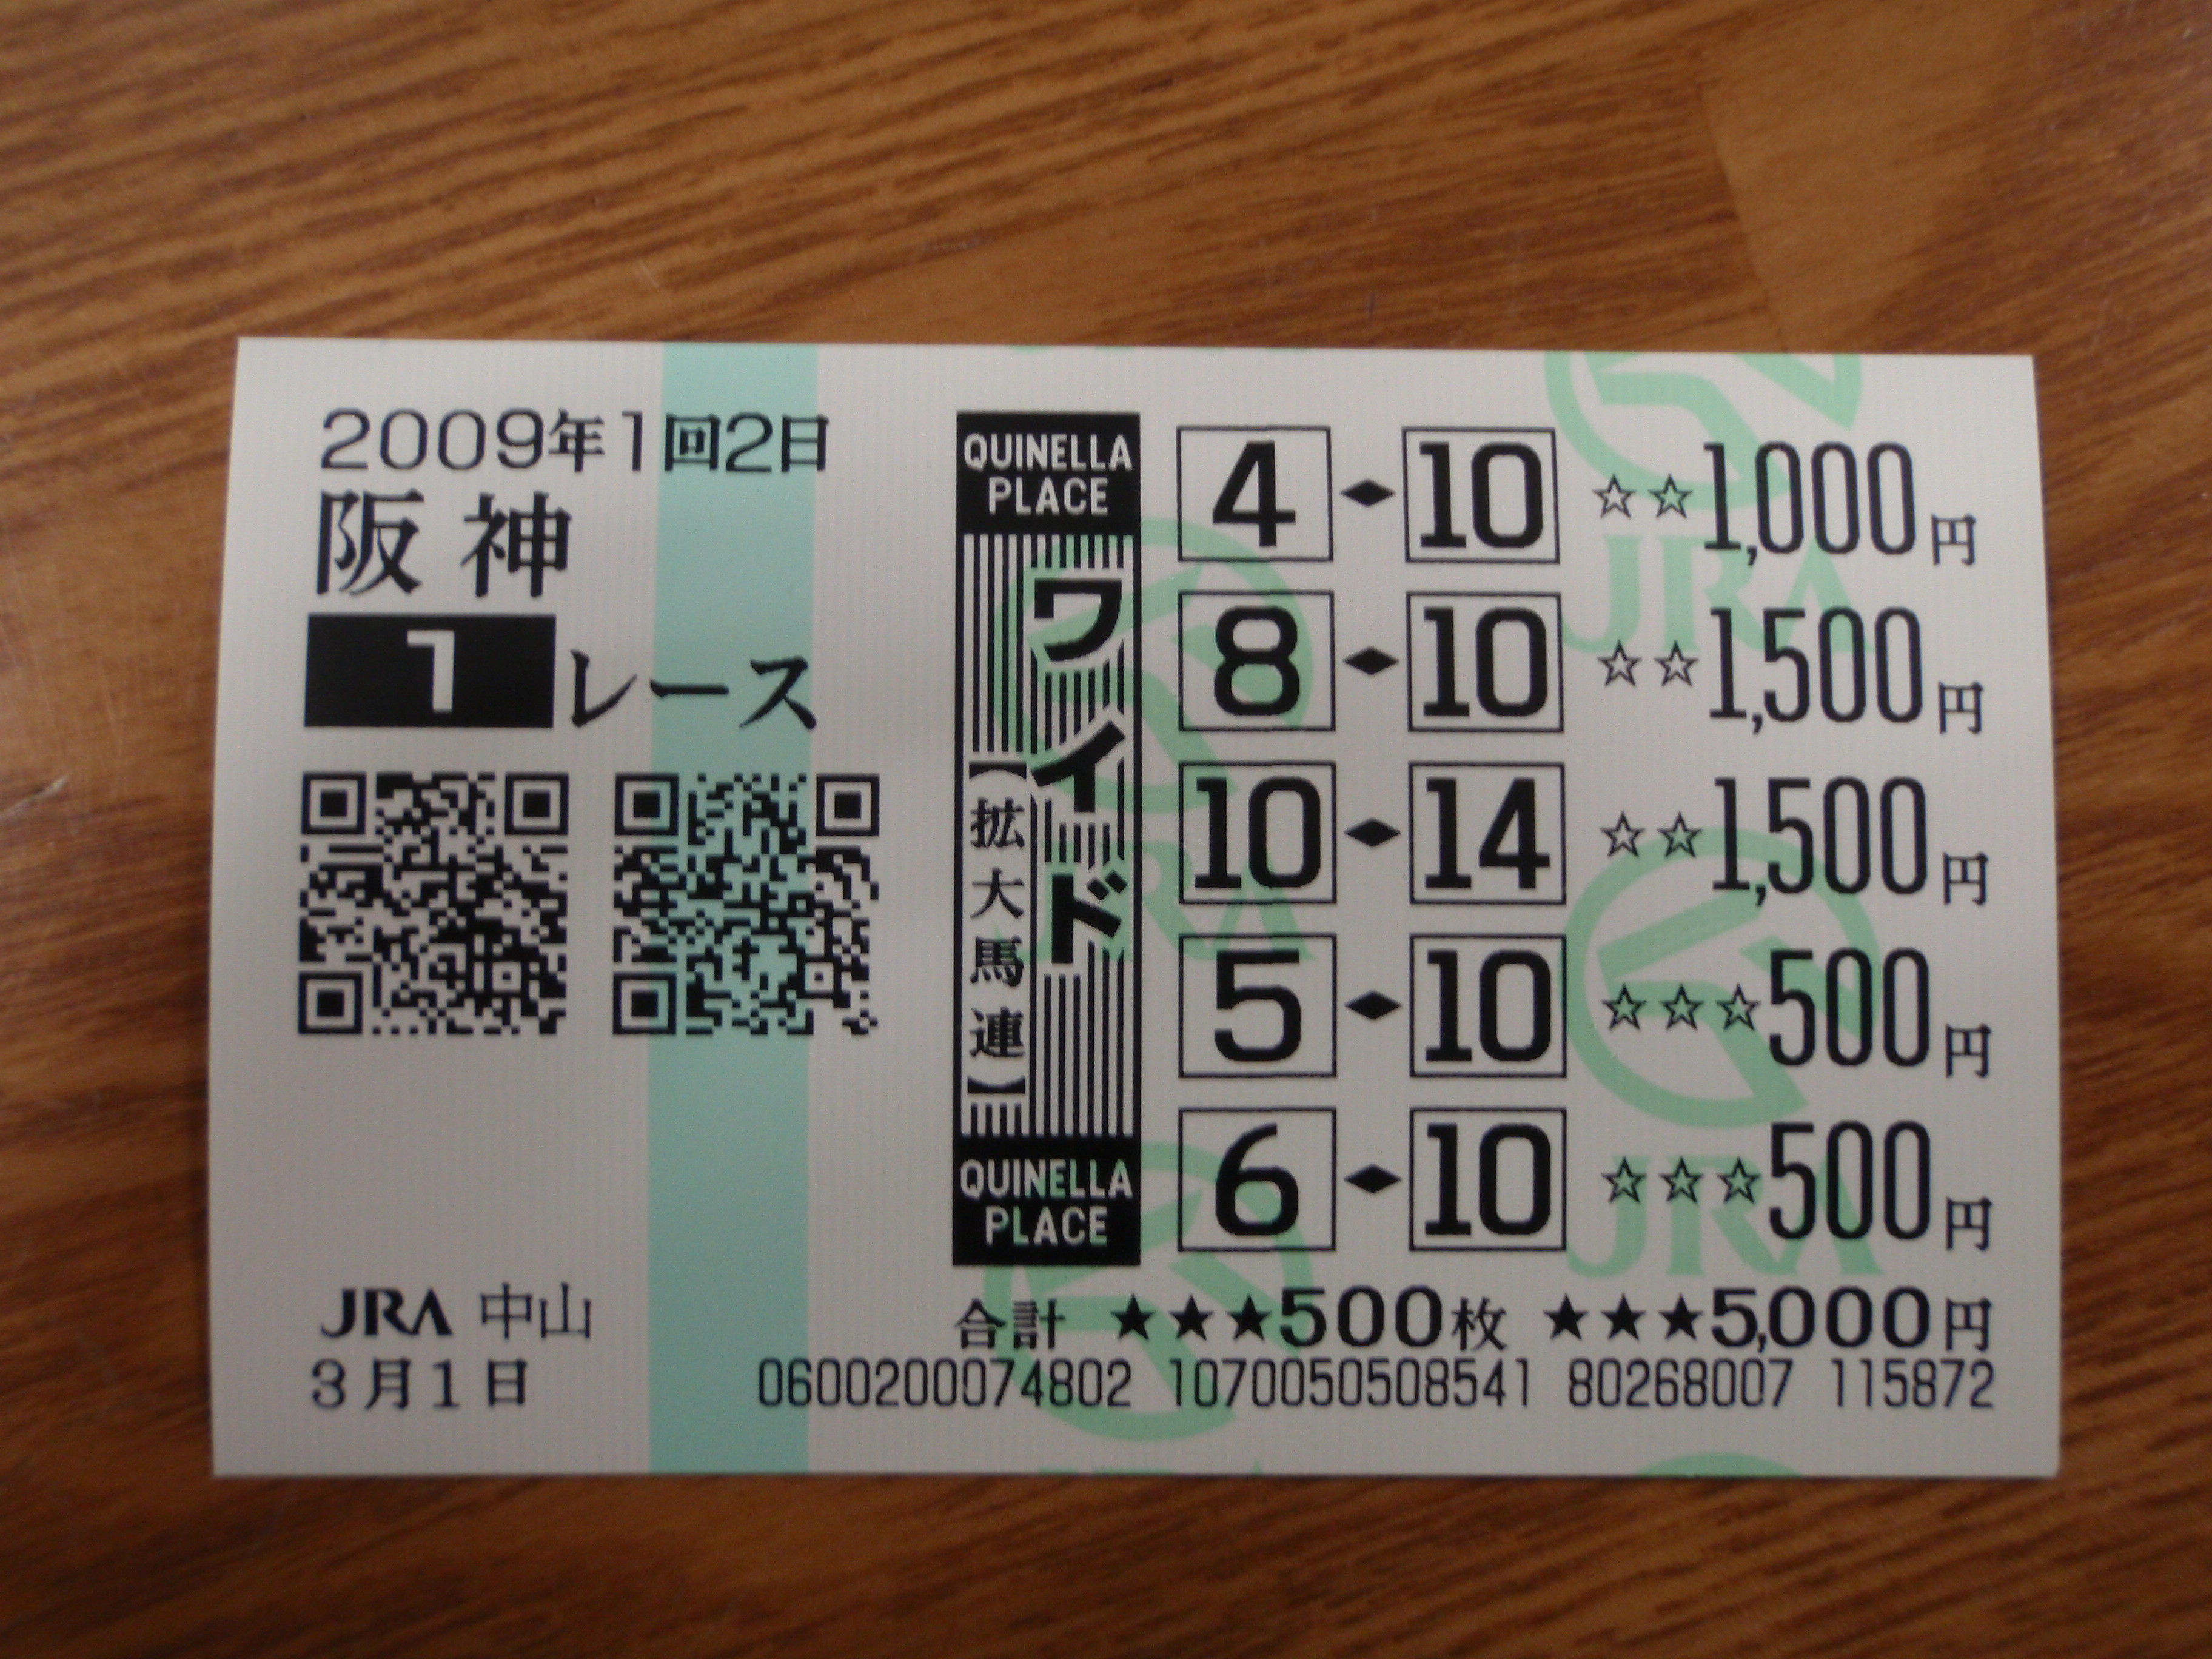 2009年1回2日
阪神
1レース
QUINELLA
PLACE
ワイド
【拡大馬連】
QUINELLA
PLACE
4◆10 ☆☆1,000円
8◆10 ☆☆1,500円
10◆14 ☆☆1,500円
5◆10 ☆☆☆500円
6◆10 ☆☆☆500円
合計 ★★★500枚 ★★★5,000円
JRA 中山
3月1日
0600200074802 1070050508541 80268007 115872
JRA
JRA
JRA